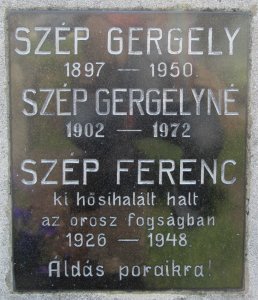 SZÉP GERGELY
1897 — 1950
SZÉP GERGELYNÉ
1902 — 1972
SZÉP FERENC
ki hősihalált halt
az orosz fogságban
1926 — 1948
Áldás poraikra!